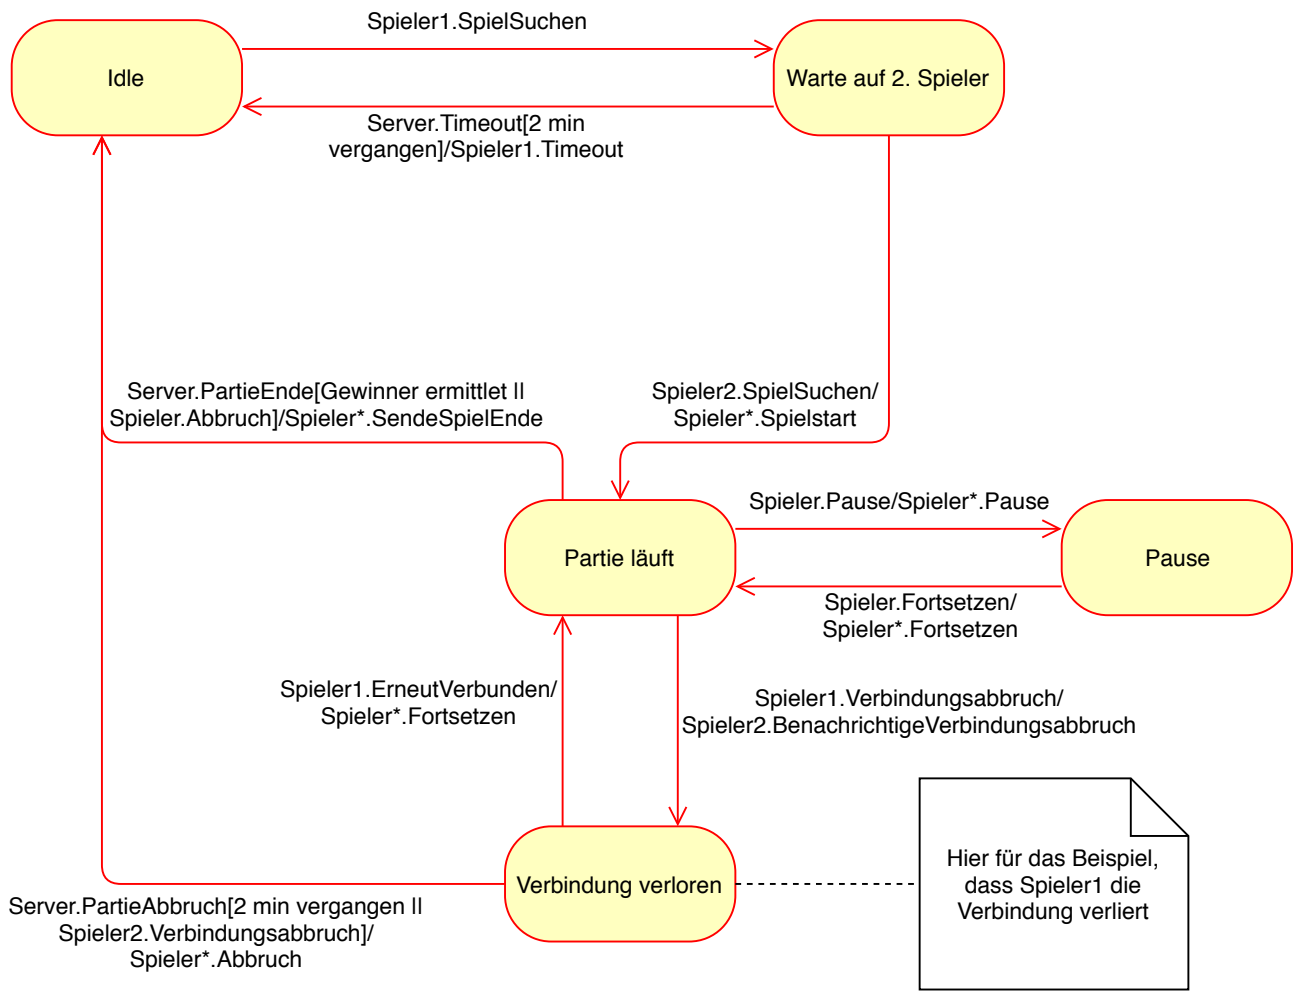 Spieler1.SpielSuchen
Idle
Warte auf 2. Spieler
Server.Timeout[2 min
vergangen]/Spieler1.Timeout
Server.PartieEnde[Gewinner ermittlet ||
Spieler.Abbruch]/Spieler*.SendeSpielEnde
Spieler2.SpielSuchen/
Spieler*.Spielstart
Spieler.Pause/Spieler*.Pause
Partie läuft
Pause
Spieler.Fortsetzen/
Spieler*.Fortsetzen
Spieler1.ErneutVerbunden/
Spieler*.Fortsetzen
Spieler1.Verbindungsabbruch/
Spieler2.BenachrichtigeVerbindungsabbruch
Verbindung verloren
Hier für das Beispiel,
dass Spieler1 die
Verbindung verliert
Server.PartieAbbruch[2 min vergangen ||
Spieler2.Verbindungsabbruch]/
Spieler*.Abbruch